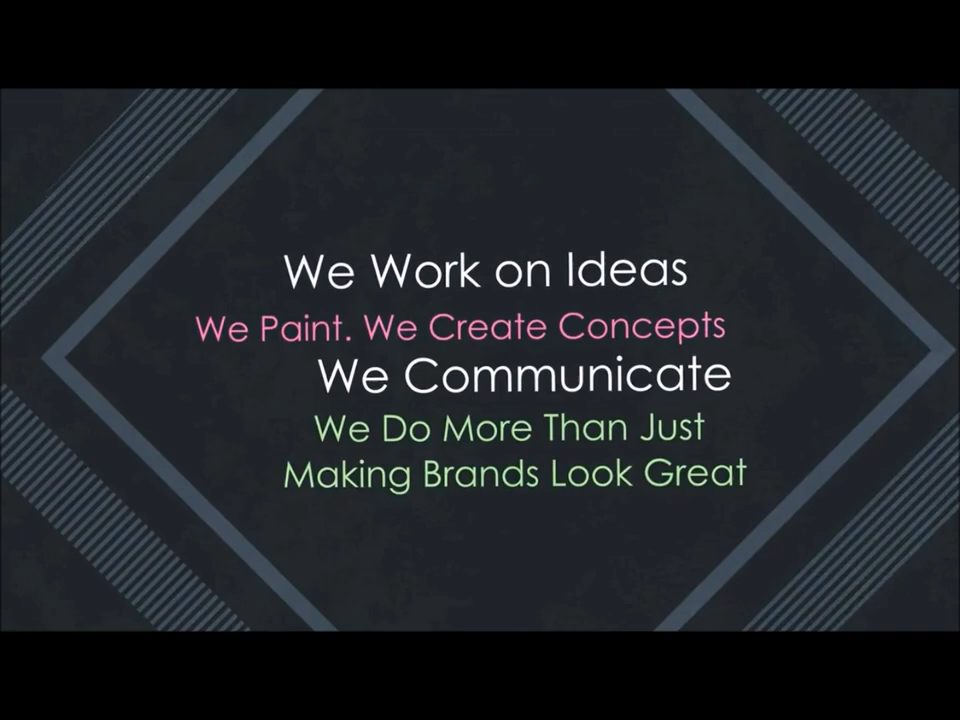 We Work on Ideas
We Paint. We Create Concepts
We Communicate
We Do More Than Just
Making Brands Look Great